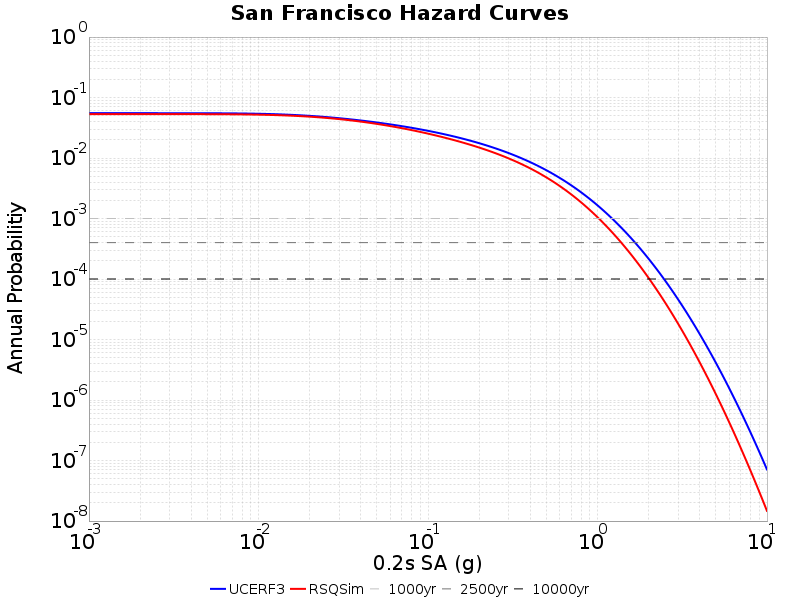 San Francisco Hazard Curves
Annual Probabilitiy
10^0
10^-1
10^-2
10^-3
10^-4
10^-5
10^-6
10^-7
10^-8
10^-3 10^-2 10^-1 10^0 10^1
0.2s SA (g)
UCERF3 RSQSim 1000yr 2500yr 10000yr